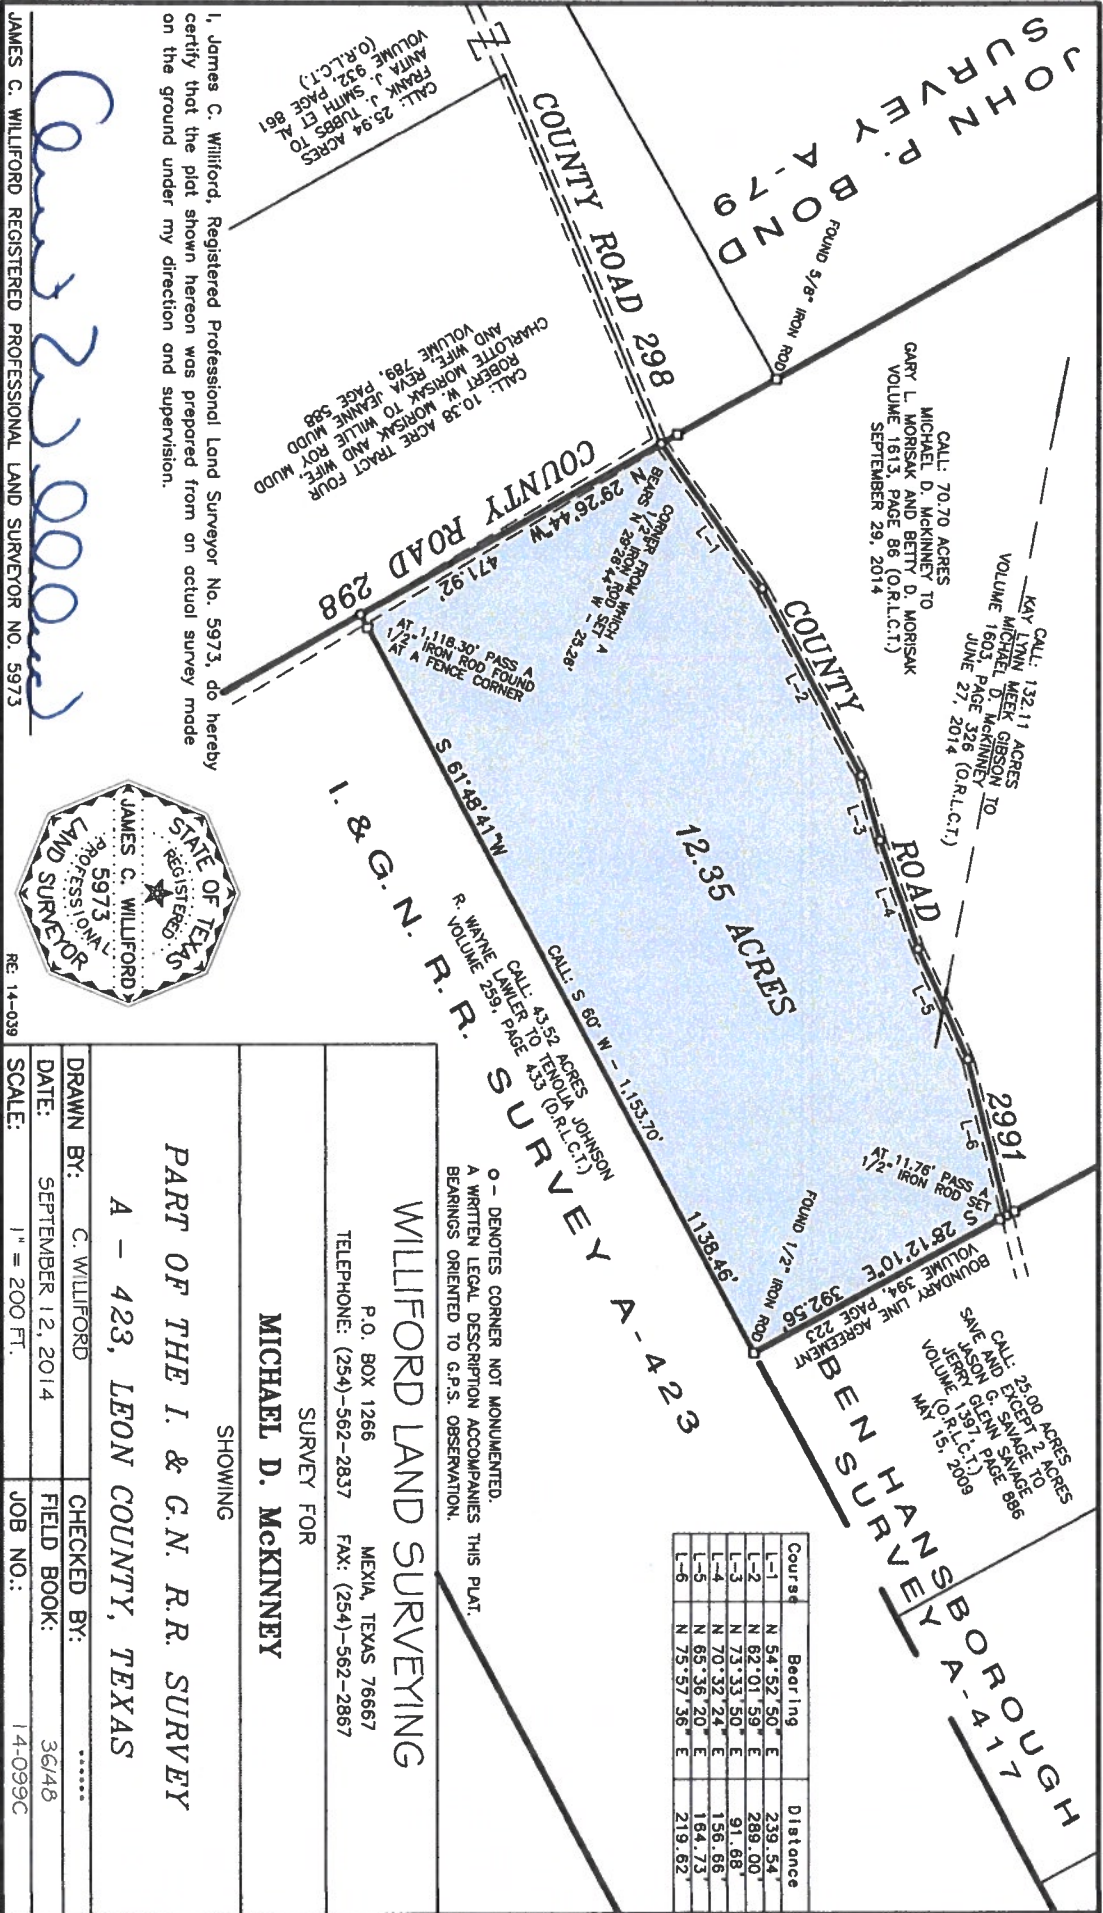 JOHN P. BOND
SURVEY A-79
FOUND 5/8" IRON ROD
CALL: 70.70 ACRES
MICHAEL D. McKINNEY TO
GARY L. MORISAK AND BETTY D. MORISAK
VOLUME 1613, PAGE 86 (O.R.L.C.T.)
SEPTEMBER 29, 2014
CALL: 132.11 ACRES
KAY LYNN MEEK GIBSON TO
MICHAEL D. McKINNEY
VOLUME 1603, PAGE 326 (O.R.L.C.T.)
JUNE 27, 2014
CALL: 25.00 ACRES
SAVE AND EXCEPT 2 ACRES
JASON G. SAVAGE TO
JERRY GLENN SAVAGE
VOLUME 1397, PAGE 886
(O.R.L.C.T.)
MAY 15, 2009
BEN HANSBOROUGH
SURVEY A-417
COUNTY ROAD 298
COUNTY ROAD 2991
L-1
L-2
L-3
L-4
L-5
L-6
CORNER FROM WHICH
1/2" IRON ROD SET A
BEARS N 29°26'44" W - 25.26'
AT 11.76' PASS A
1/2" IRON ROD SET
S 28°12'10"E 392.56'
BOUNDARY LINE AGREEMENT
VOLUME 394, PAGE 223
FOUND 1/2" IRON ROD
12.35 ACRES
N 29°26'44"W 471.92'
COUNTY ROAD 298
AT 1,118.30' PASS A
1/2" IRON ROD FOUND
AT A FENCE CORNER
S 61°48'41"W 1138.46'
CALL: S 60° W - 1,153.70'
CALL: 43.52 ACRES
R. WAYNE LAWLER TO TENOLIA JOHNSON
VOLUME 259, PAGE 433 (D.R.L.C.T.)
I. & G. N. R. R. SURVEY A-423
CALL: 25.94 ACRES
FRANK J. TUBBS TO
ANITA J. SMITH ET AL
VOLUME 932, PAGE 861
(O.R.L.C.T.)
CALL: 10.38 ACRE TRACT FOUR
ROBERT W. MORISAK AND WIFE,
CHARLOTTE MORISAK TO WILLIE ROY MUDD
AND WIFE, REVA JEANNE MUDD
VOLUME 789, PAGE 588
Course Bearing Distance
L-1 N 54°52'50" E 239.54'
L-2 N 62°01'59" E 289.00'
L-3 N 73°33'50" E 91.68'
L-4 N 70°32'24" E 156.66'
L-5 N 65°36'20" E 164.73'
L-6 N 75°57'36" E 219.62'
O - DENOTES CORNER NOT MONUMENTED.
A WRITTEN LEGAL DESCRIPTION ACCOMPANIES THIS PLAT.
BEARINGS ORIENTED TO G.P.S. OBSERVATION.
I, James C. Williford, Registered Professional Land Surveyor No. 5973, do hereby
certify that the plat shown hereon was prepared from an actual survey made
on the ground under my direction and supervision.
JAMES C. WILLIFORD REGISTERED PROFESSIONAL LAND SURVEYOR NO. 5973
STATE OF TEXAS
REGISTERED
JAMES C. WILLIFORD
5973
PROFESSIONAL
LAND SURVEYOR
RE: 14-039
WILLIFORD LAND SURVEYING
P.O. BOX 1266 MEXIA, TEXAS 76667
TELEPHONE: (254)-562-2837 FAX: (254)-562-2867
SURVEY FOR
MICHAEL D. McKINNEY
SHOWING
PART OF THE I. & G.N. R.R. SURVEY
A - 423, LEON COUNTY, TEXAS
DRAWN BY: C. WILLIFORD CHECKED BY: ......
DATE: SEPTEMBER 12, 2014 FIELD BOOK: 36/48
SCALE: 1" = 200 FT. JOB NO.: 14-099C